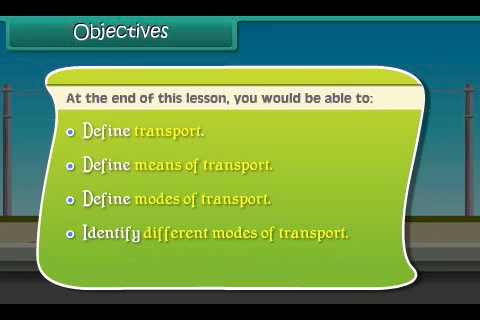 Objectives
At the end of this lesson, you would be able to:
Define transport.
Define means of transport.
Define modes of transport.
Identify different modes of transport.